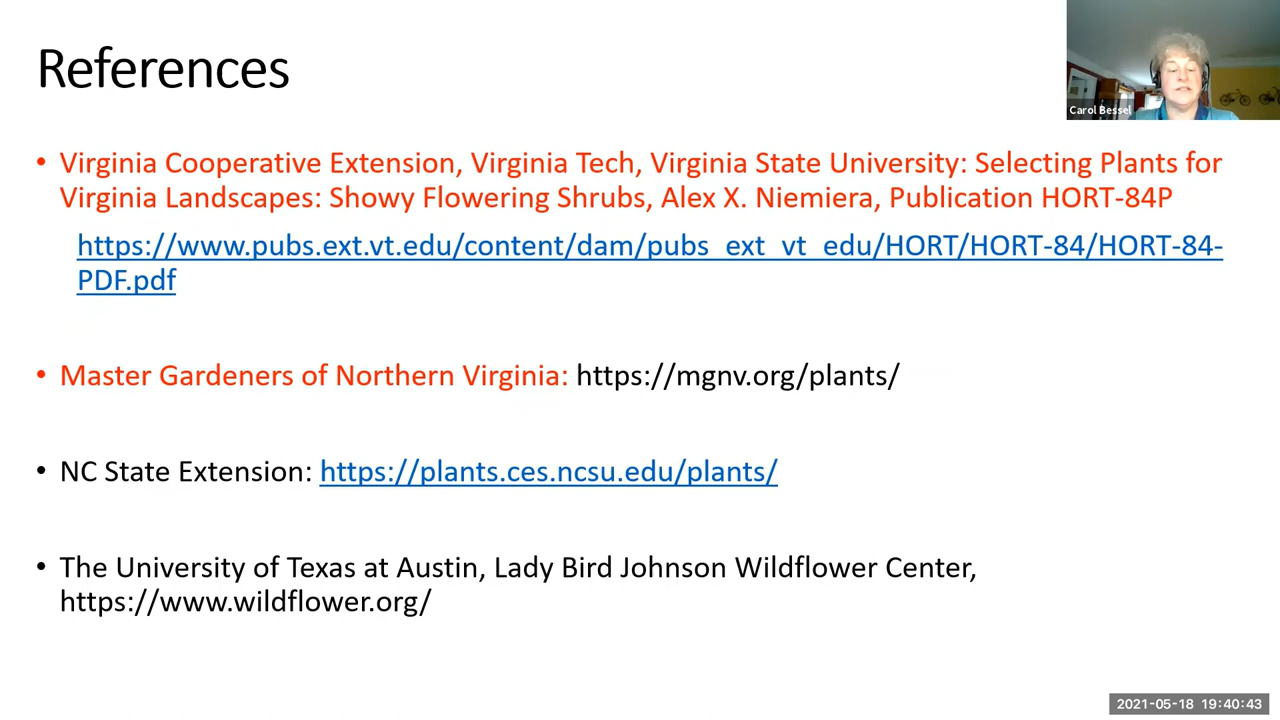 References
Carol Bessel
• Virginia Cooperative Extension, Virginia Tech, Virginia State University: Selecting Plants for
Virginia Landscapes: Showy Flowering Shrubs, Alex X. Niemiera, Publication HORT-84P
https://www.pubs.ext.vt.edu/content/dam/pubs_ext_vt_edu/HORT/HORT-84/HORT-84-
PDF.pdf
• Master Gardeners of Northern Virginia: https://mgnv.org/plants/
• NC State Extension: https://plants.ces.ncsu.edu/plants/
• The University of Texas at Austin, Lady Bird Johnson Wildflower Center,
https://www.wildflower.org/
2021-05-18 19:40:43